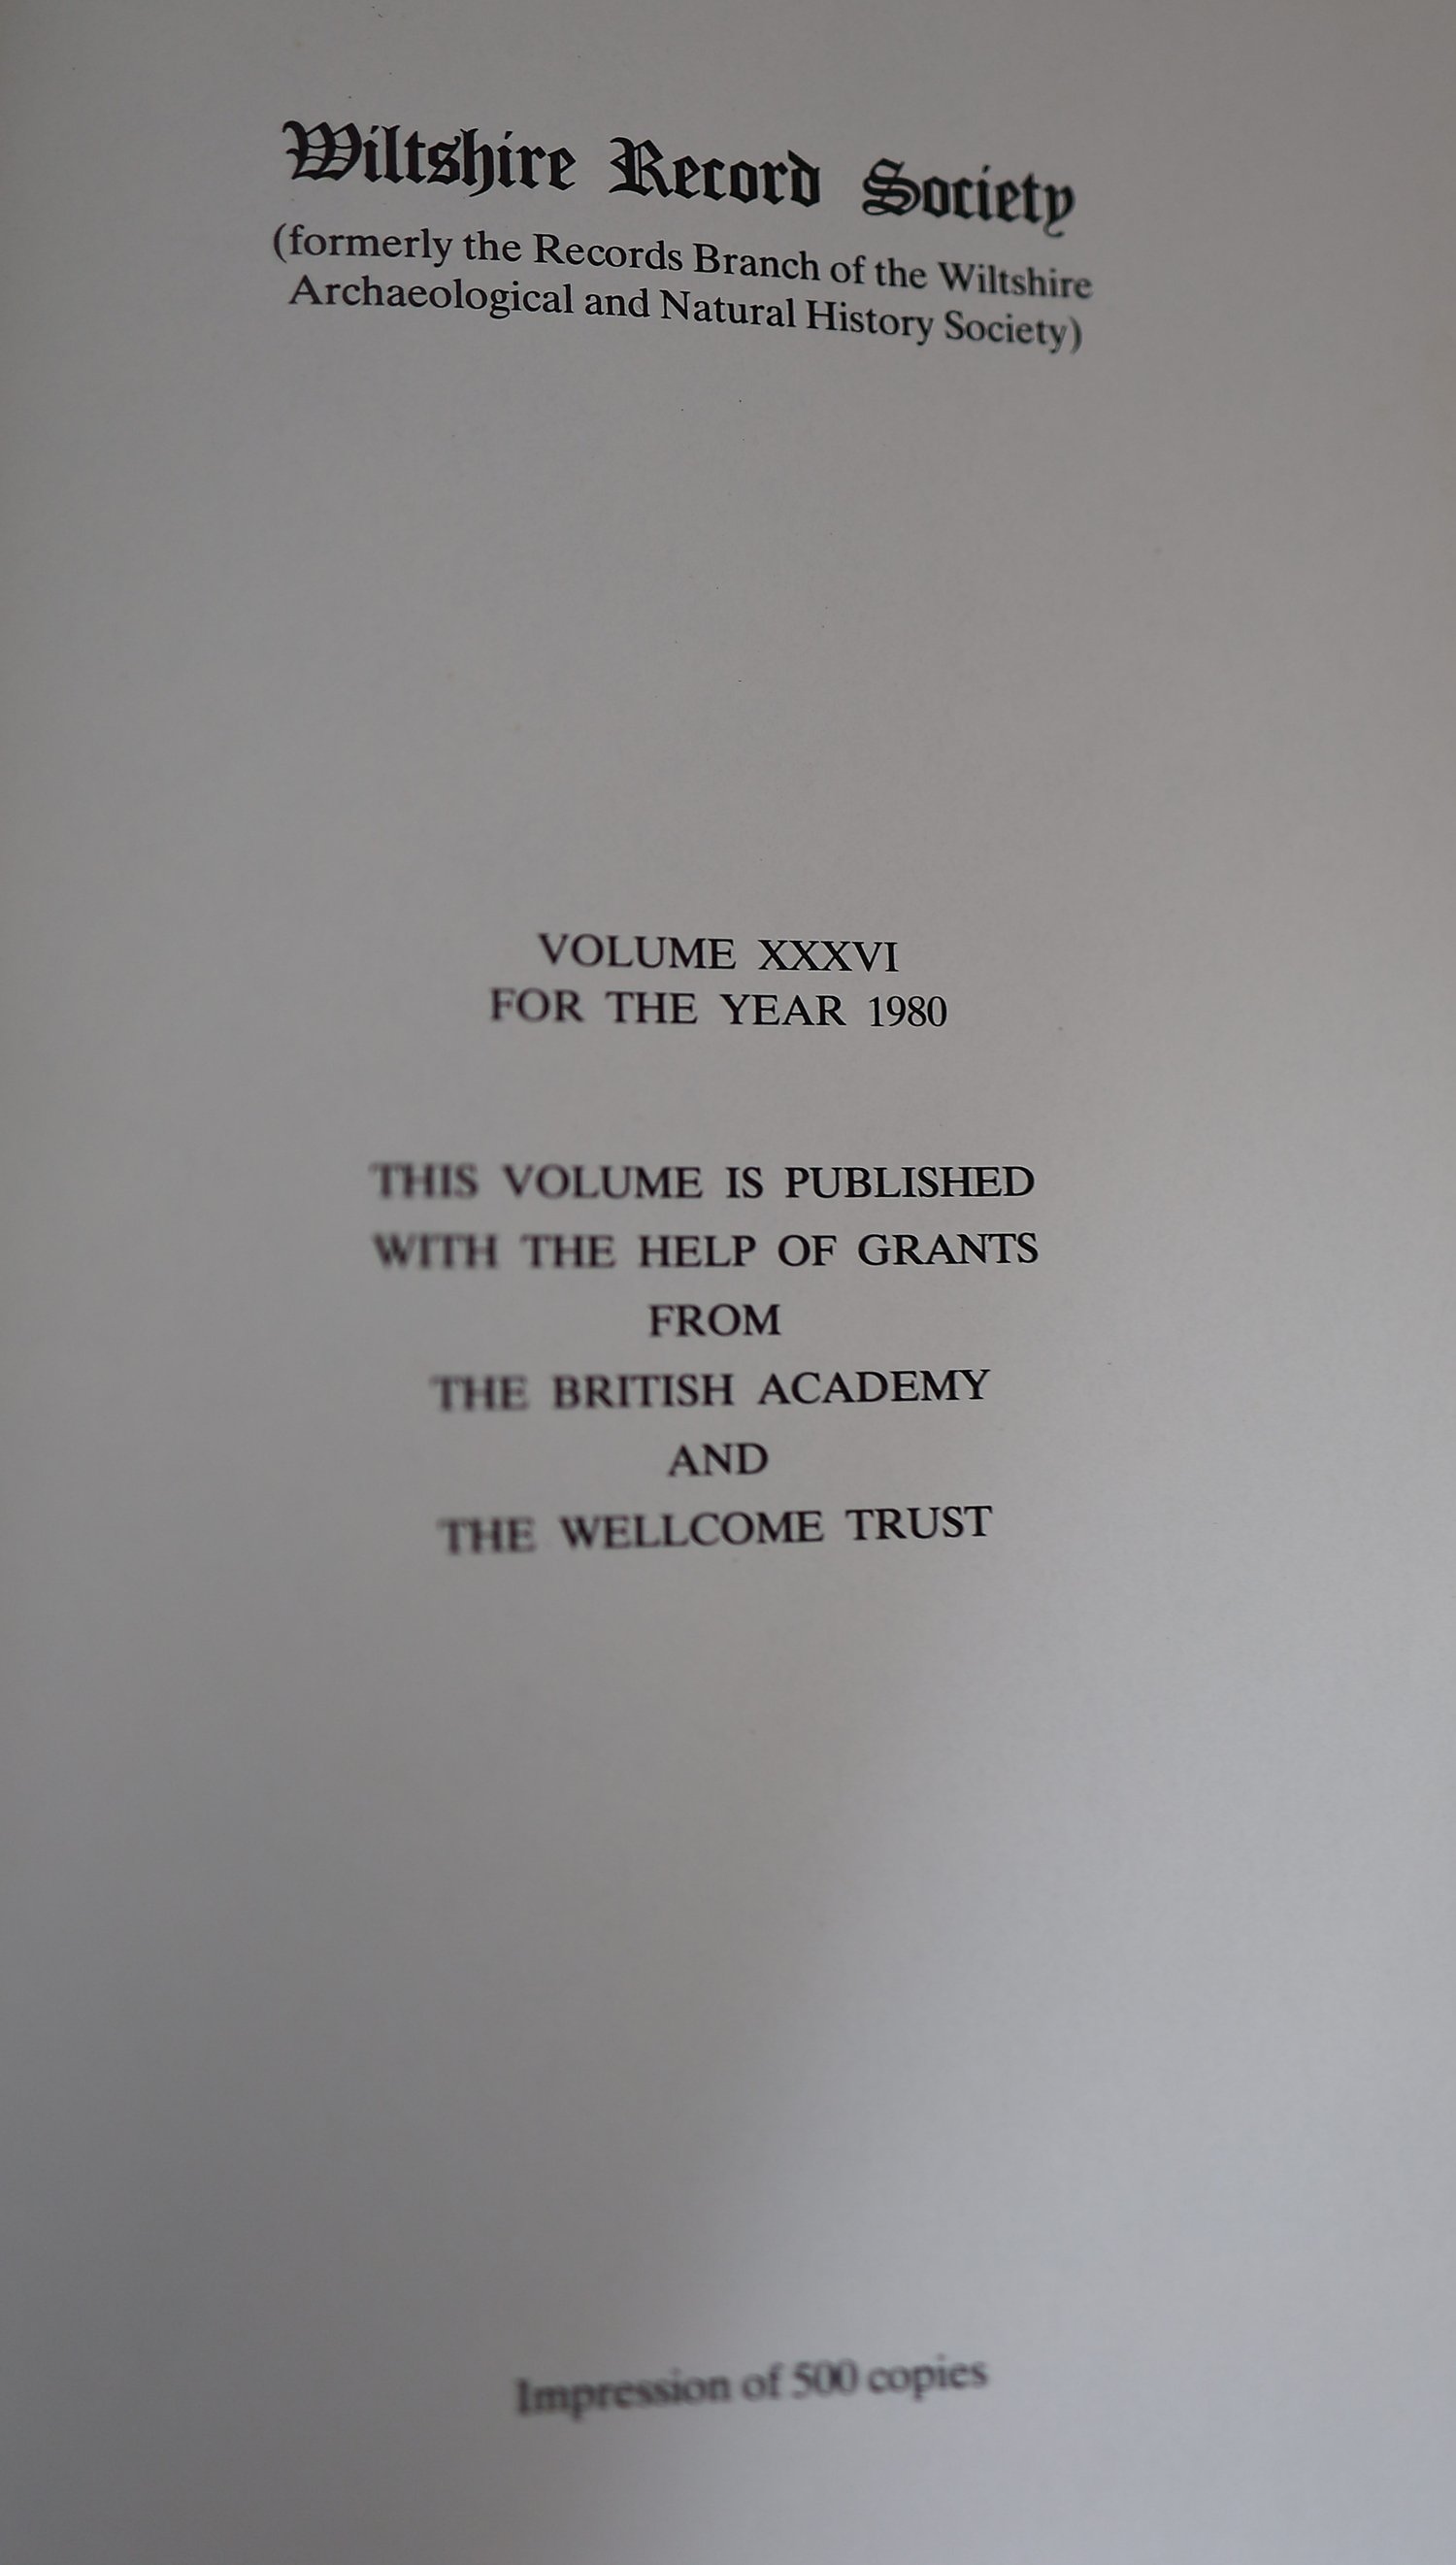 Wiltshire Record Society
(formerly the Records Branch of the Wiltshire
Archaeological and Natural History Society)
VOLUME XXXVI
FOR THE YEAR 1980
THIS VOLUME IS PUBLISHED
WITH THE HELP OF GRANTS
FROM
THE BRITISH ACADEMY
AND
THE WELLCOME TRUST
Impression of 500 copies